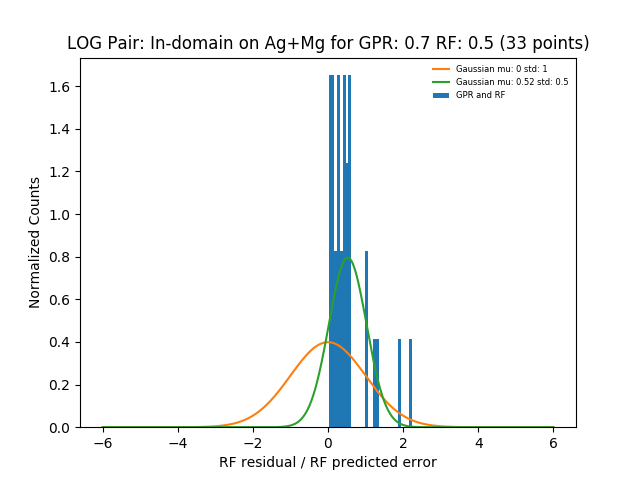 LOG Pair: In-domain on Ag+Mg for GPR: 0.7 RF: 0.5 (33 points)
Gaussian mu: 0 std: 1
Gaussian mu: 0.52 std: 0.5
GPR and RF
Normalized Counts
1.6
1.4
1.2
1.0
0.8
0.6
0.4
0.2
0.0
−6 −4 −2 0 2 4 6
RF residual / RF predicted error